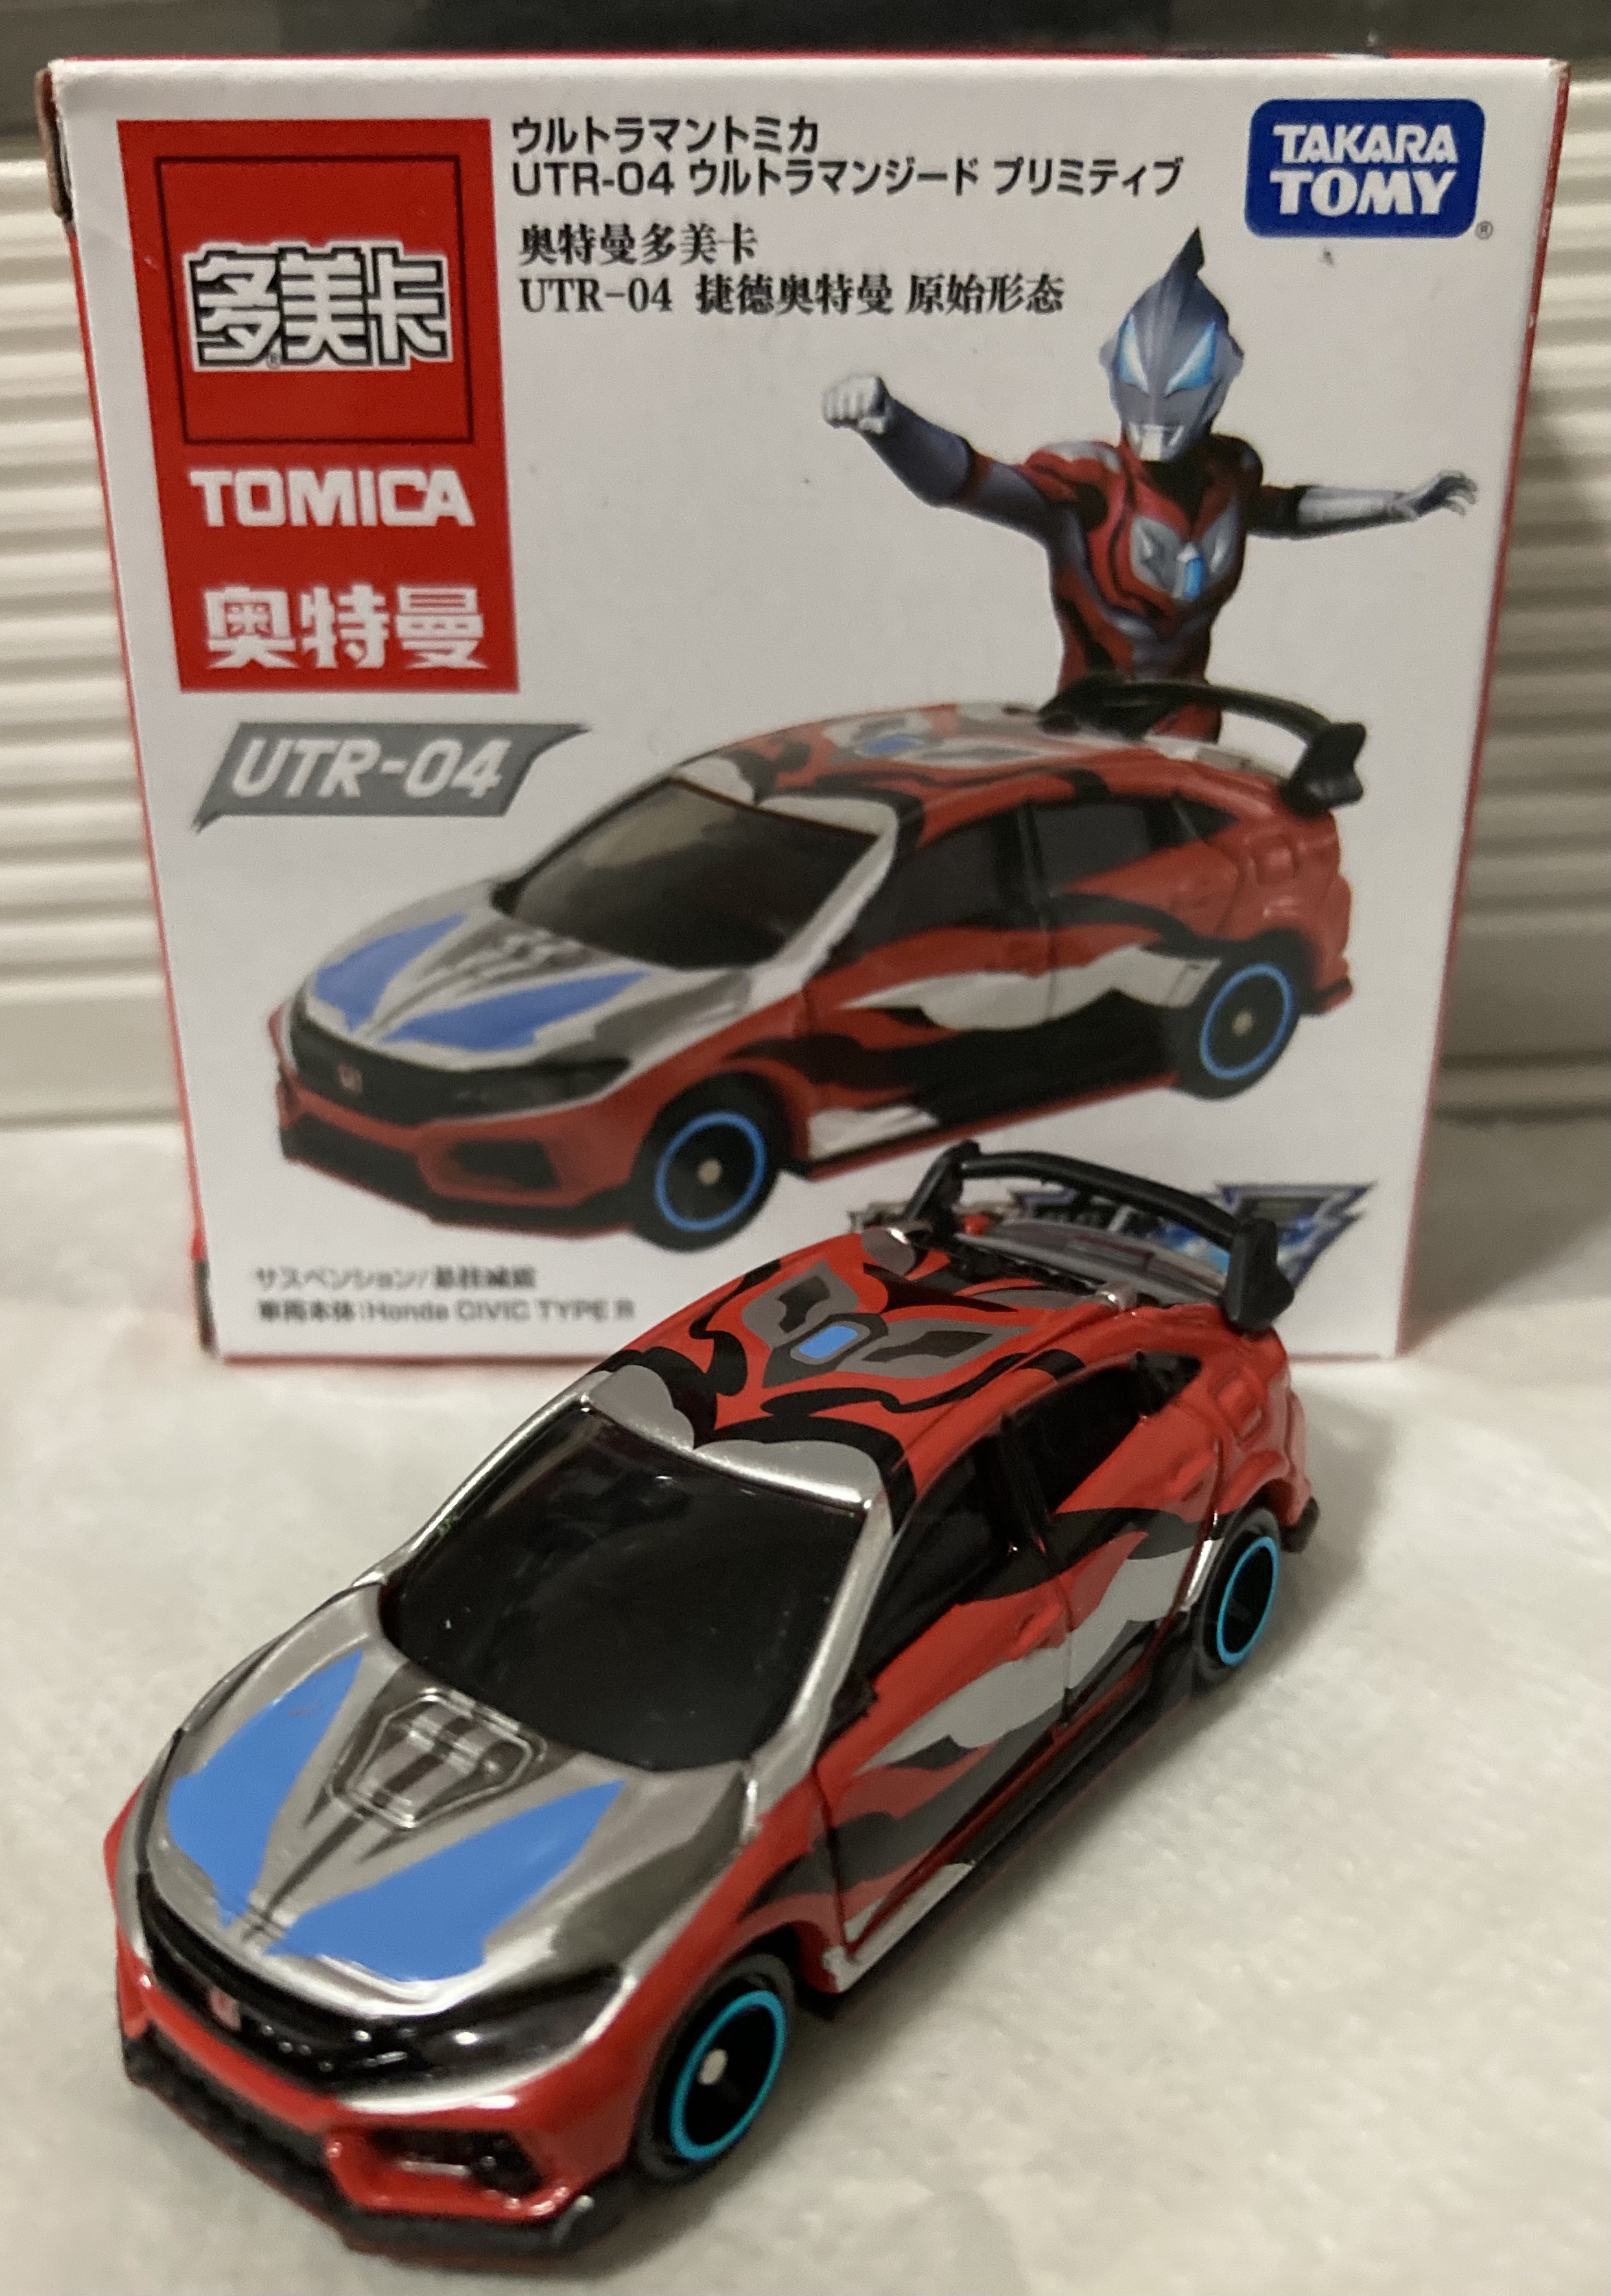 ウルトラマントミカ
UTR-04 ウルトラマンジード プリミティブ
奥特曼多美卡
UTR-04 捷德奥特曼 原始形态
TAKARA
TOMY
®
多美卡
®
TOMICA
奥特曼
UTR-04
サスペンション/悬挂减震
車両本体:Honda CIVIC TYPE R